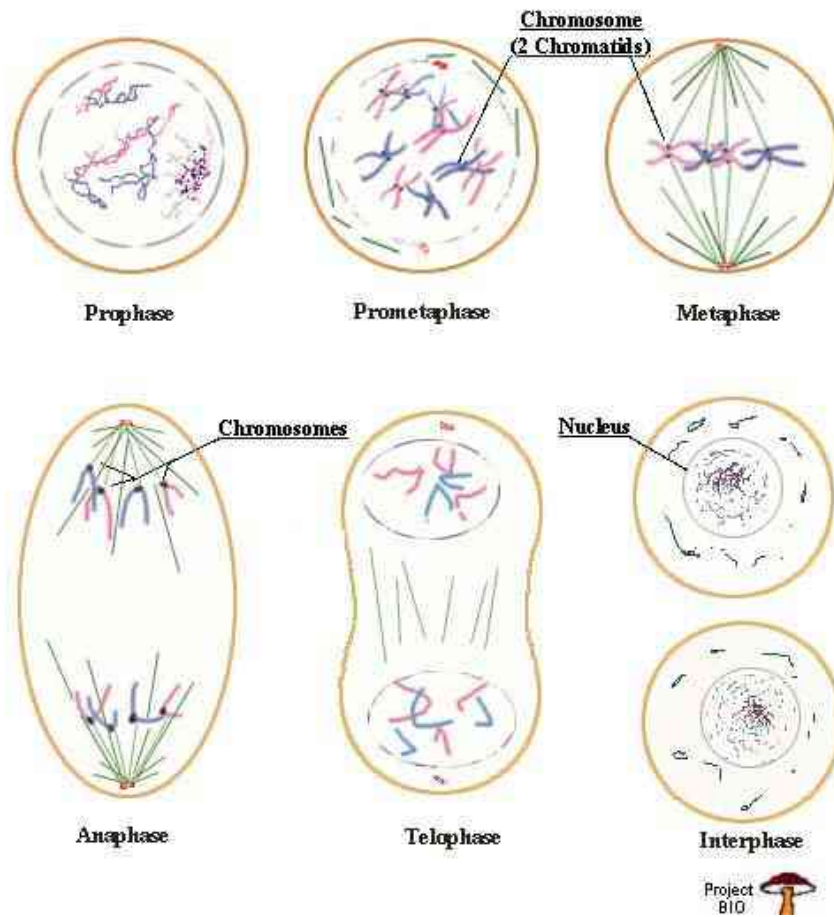 Chromosome
(2 Chromatids)
Prophase
Prometaphase
Metaphase
Chromosomes
Nucleus
Anaphase
Telophase
Interphase
Project
BIO